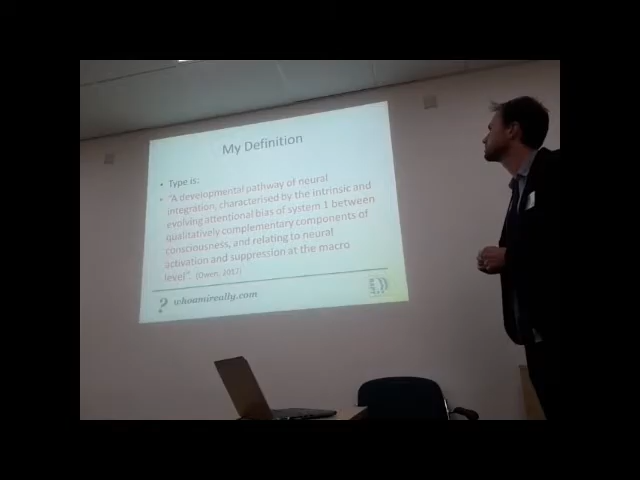 My Definition
• Type is:
• "A developmental pathway of neural
integration, characterised by the intrinsic and
evolving attentional bias of system 1 between
qualitatively complementary components of
consciousness, and relating to neural
activation and suppression at the macro
level". (Owen, 2017)
? whoamireally.com